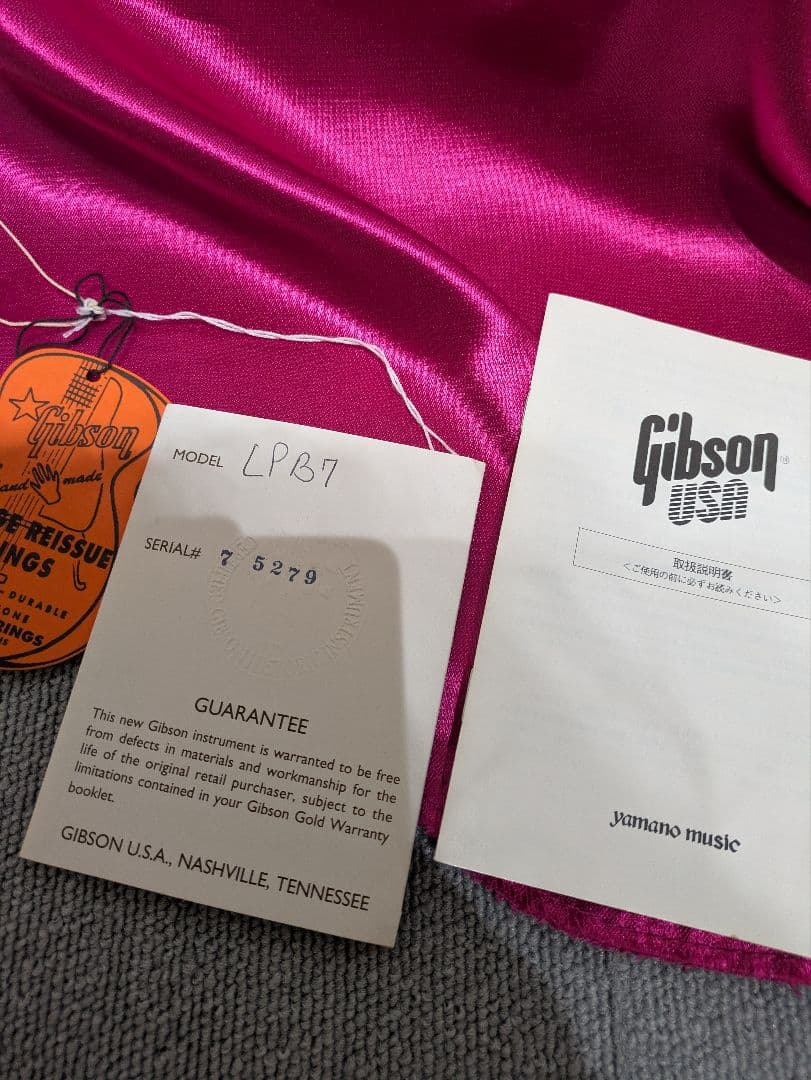 Gibson
and made
GE REISSUE
INGS
DURABLE
ONE
RINGS
MODEL LPB7
SERIAL# 7 5279
GUARANTEE
This new Gibson instrument is warranted to be free
from defects in materials and workmanship for the
life of the original retail purchaser, subject to the
limitations contained in your Gibson Gold Warranty
booklet.
GIBSON U.S.A., NASHVILLE, TENNESSEE
Gibson®
USA
取扱説明書
<ご使用の前に必ずお読みください>
yamano music